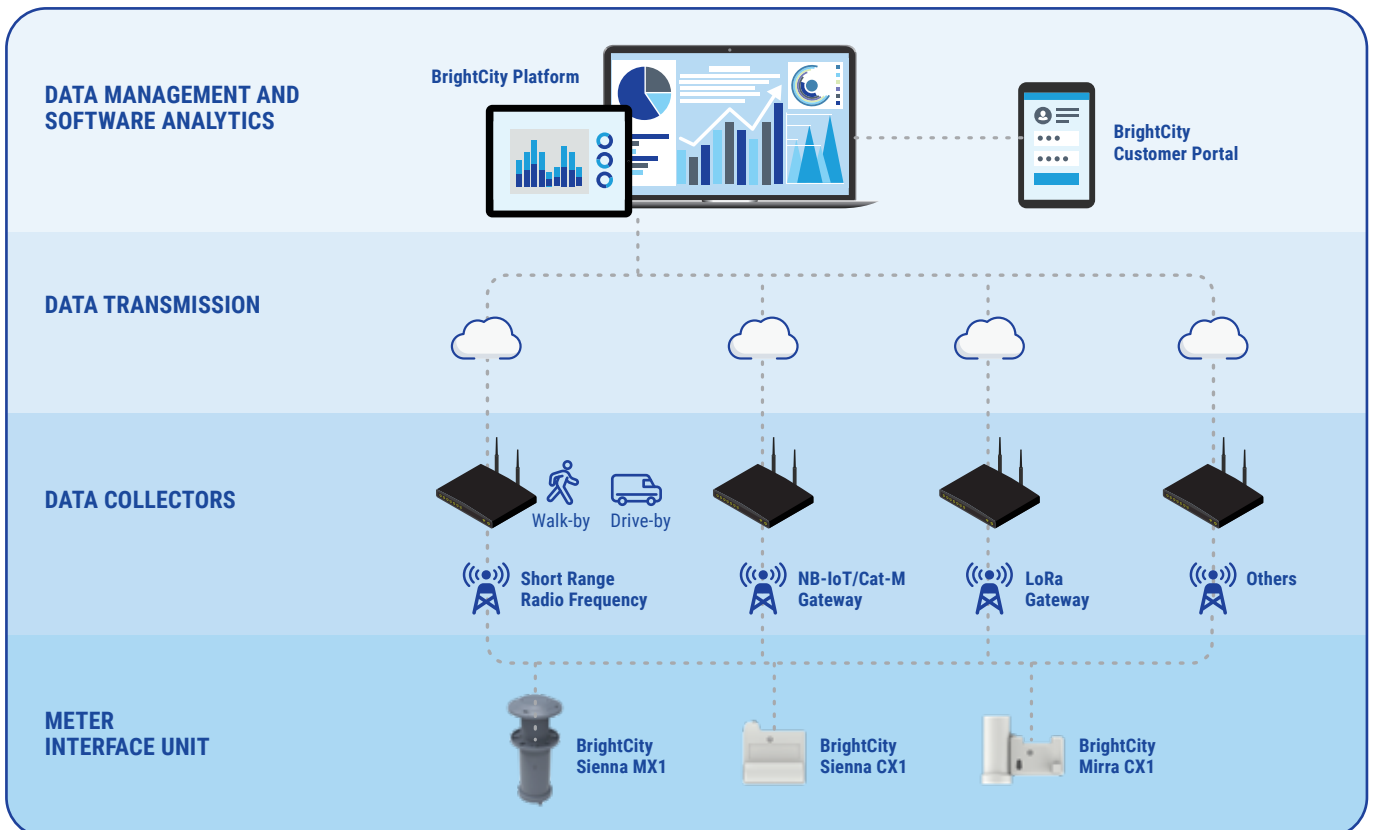 BrightCity Platform
DATA MANAGEMENT AND
SOFTWARE ANALYTICS
BrightCity
Customer Portal
DATA TRANSMISSION
DATA COLLECTORS
Walk-by
Drive-by
Short Range
Radio Frequency
NB-IoT/Cat-M
Gateway
LoRa
Gateway
Others
METER
INTERFACE UNIT
BrightCity
Sienna MX1
BrightCity
Sienna CX1
BrightCity
Mirra CX1